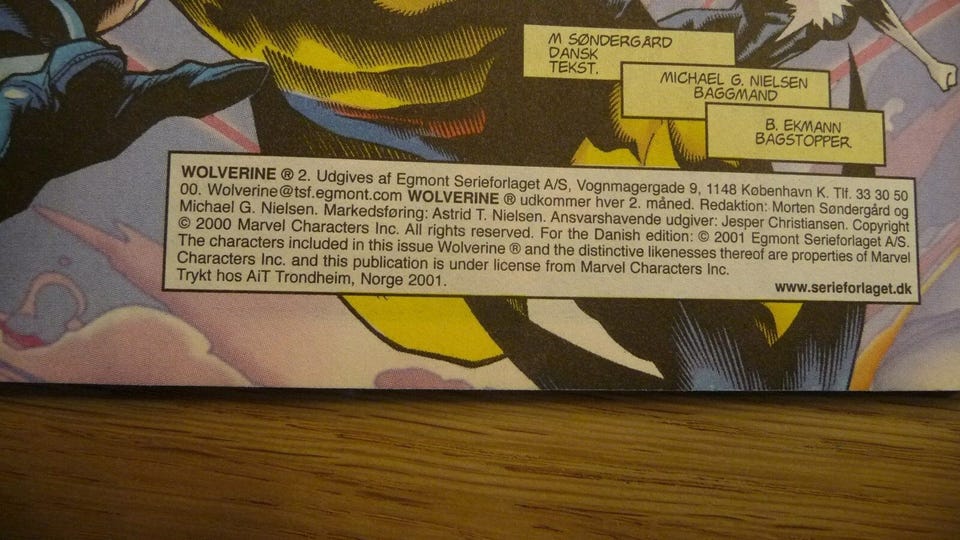 M SØNDERGÅRD
DANSK
TEKST.
MICHAEL G. NIELSEN
BAGGMAND
B. EKMANN
BAGSTOPPER.
WOLVERINE ® 2. Udgives af Egmont Serieforlaget A/S, Vognmagergade 9, 1148 København K. Tlf. 33 30 50
00. Wolverine@tsf.egmont.com WOLVERINE ® udkommer hver 2. måned. Redaktion: Morten Søndergård og
Michael G. Nielsen. Markedsføring: Astrid T. Nielsen. Ansvarshavende udgiver: Jesper Christiansen. Copyright
© 2000 Marvel Characters Inc. All rights reserved. For the Danish edition: © 2001 Egmont Serieforlaget A/S.
The characters included in this issue Wolverine ® and the distinctive likenesses thereof are properties of Marvel
Characters Inc. and this publication is under license from Marvel Characters Inc.
Trykt hos AiT Trondheim, Norge 2001.
www.serieforlaget.dk